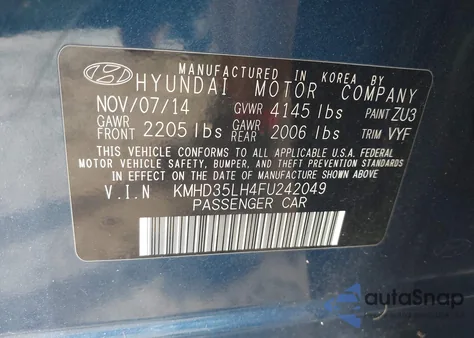 MANUFACTURED IN KOREA BY
HYUNDAI MOTOR COMPANY
NOV/07/14 GVWR 4145 lbs PAINT ZU3
GAWR FRONT 2205 lbs GAWR REAR 2006 lbs TRIM VYF
THIS VEHICLE CONFORMS TO ALL APPLICABLE U.S.A. FEDERAL
MOTOR VEHICLE SAFETY, BUMPER, AND THEFT PREVENTION STANDARDS
IN EFFECT ON THE DATE OF MANUFACTURE SHOWN ABOVE
V.I.N KMHD35LH4FU242049
PASSENGER CAR
autoSnap